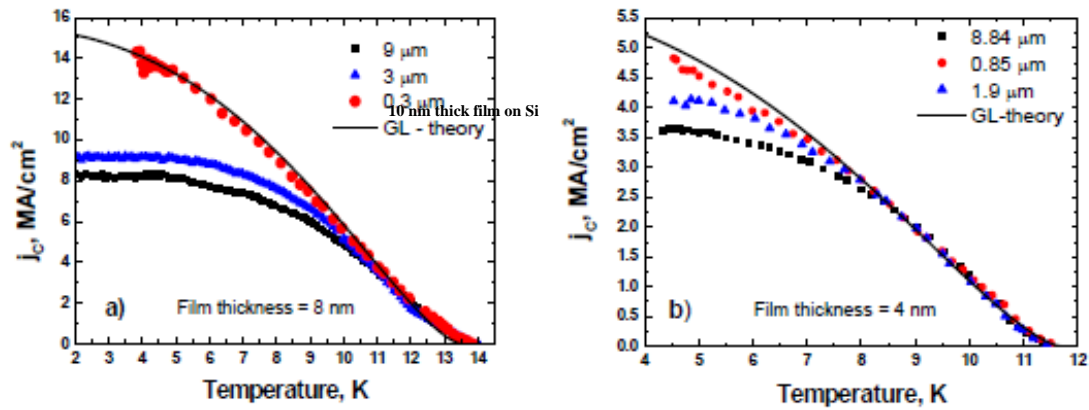 16
14
12
10
8
6
4
2
0
j_C, MA/cm²
9 μm
3 μm
0.3 μm
10 nm thick film on Si
GL - theory
a)
Film thickness = 8 nm
2 3 4 5 6 7 8 9 10 11 12 13 14
Temperature, K
5.5
5.0
4.5
4.0
3.5
3.0
2.5
2.0
1.5
1.0
0.5
0.0
j_C, MA/cm²
8.84 μm
0.85 μm
1.9 μm
GL-theory
b)
Film thickness = 4 nm
4 5 6 7 8 9 10 11 12
Temperature, K